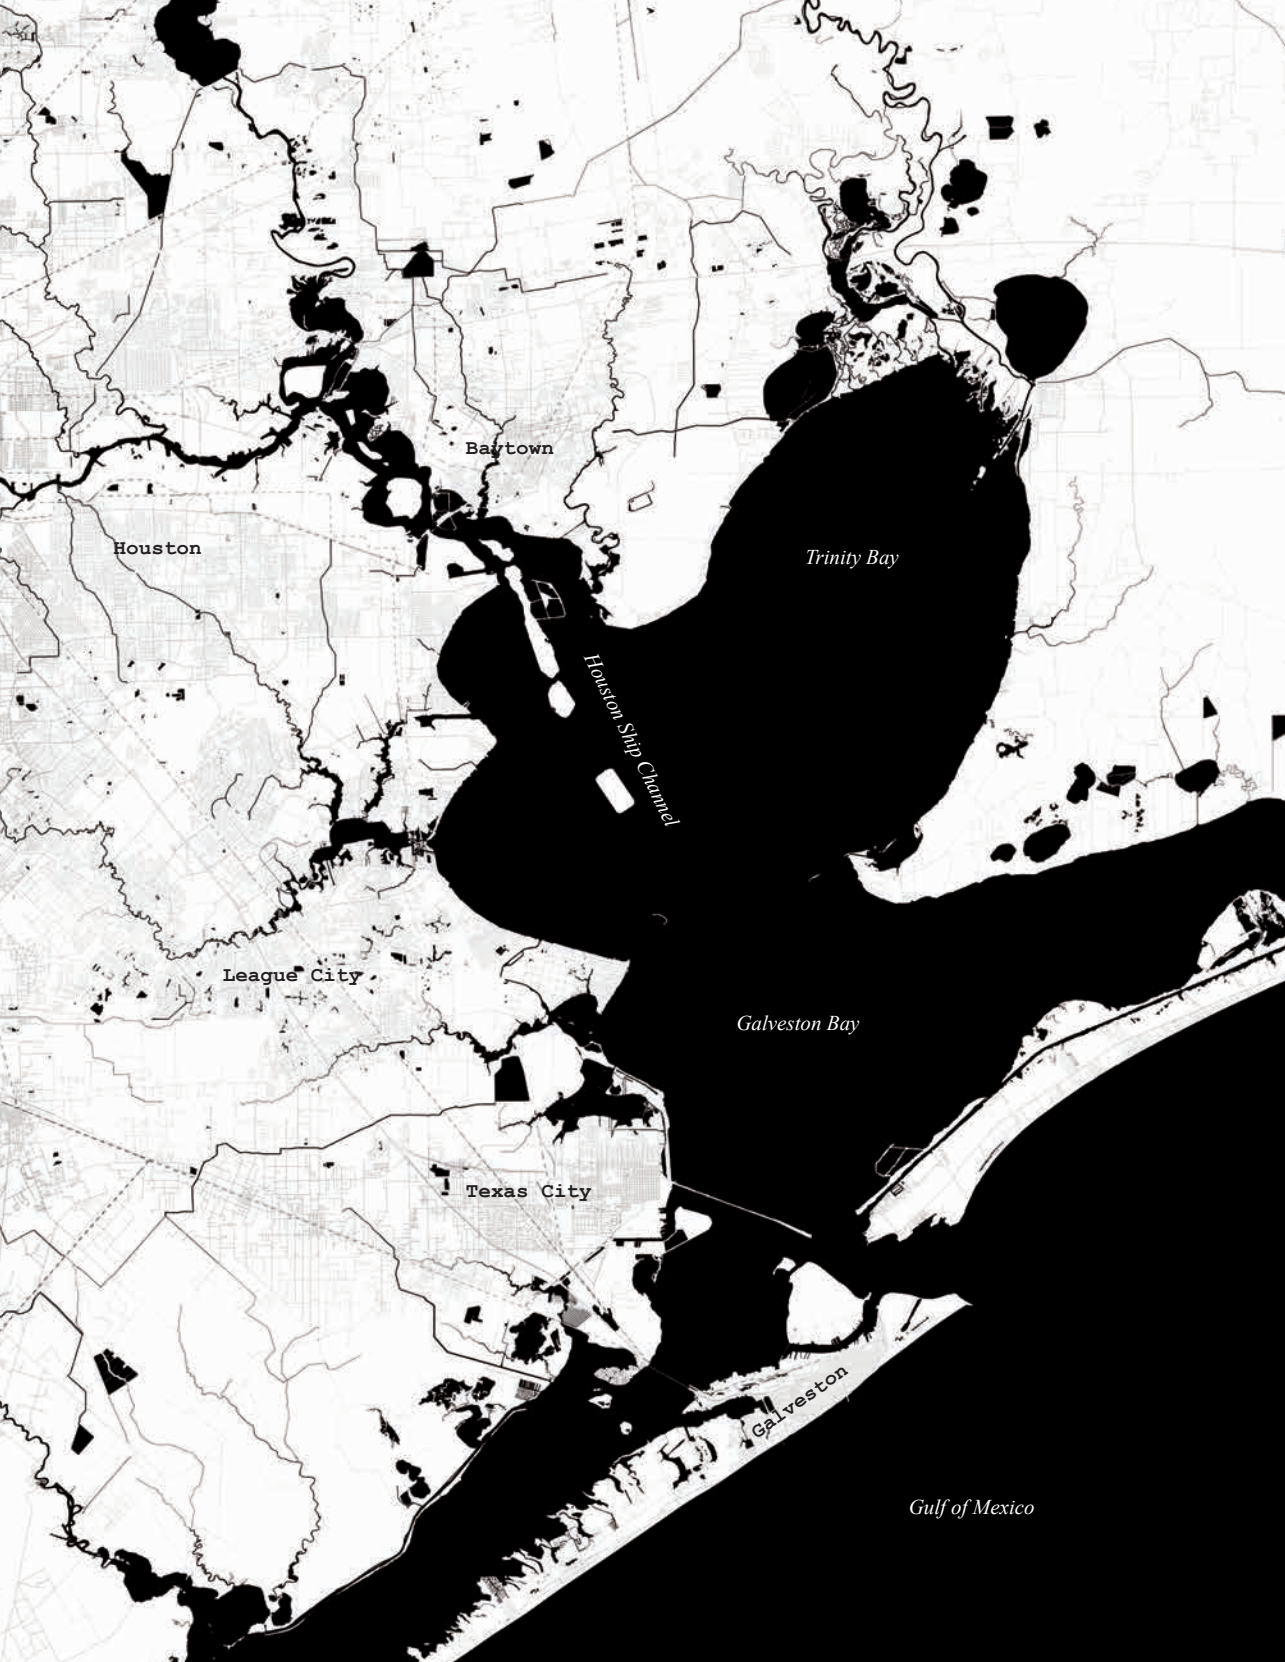 Baytown
Houston
Trinity Bay
Houston Ship Channel
League City
Galveston Bay
Texas City
Galveston
Gulf of Mexico